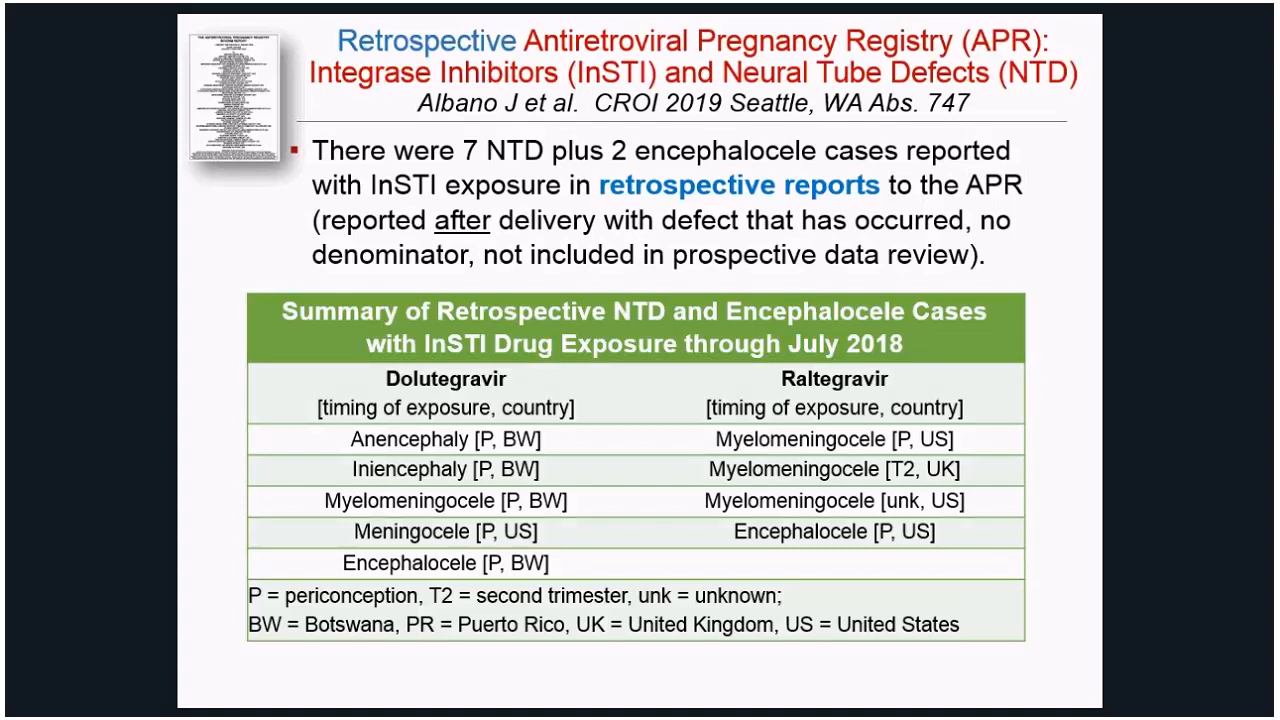 Retrospective Antiretroviral Pregnancy Registry (APR):
Integrase Inhibitors (InSTI) and Neural Tube Defects (NTD)
Albano J et al. CROI 2019 Seattle, WA Abs. 747
▪ There were 7 NTD plus 2 encephalocele cases reported
with InSTI exposure in retrospective reports to the APR
(reported after delivery with defect that has occurred, no
denominator, not included in prospective data review).
Summary of Retrospective NTD and Encephalocele Cases
with InSTI Drug Exposure through July 2018
Dolutegravir Raltegravir
[timing of exposure, country] [timing of exposure, country]
Anencephaly [P, BW] Myelomeningocele [P, US]
Iniencephaly [P, BW] Myelomeningocele [T2, UK]
Myelomeningocele [P, BW] Myelomeningocele [unk, US]
Meningocele [P, US] Encephalocele [P, US]
Encephalocele [P, BW]
P = periconception, T2 = second trimester, unk = unknown;
BW = Botswana, PR = Puerto Rico, UK = United Kingdom, US = United States